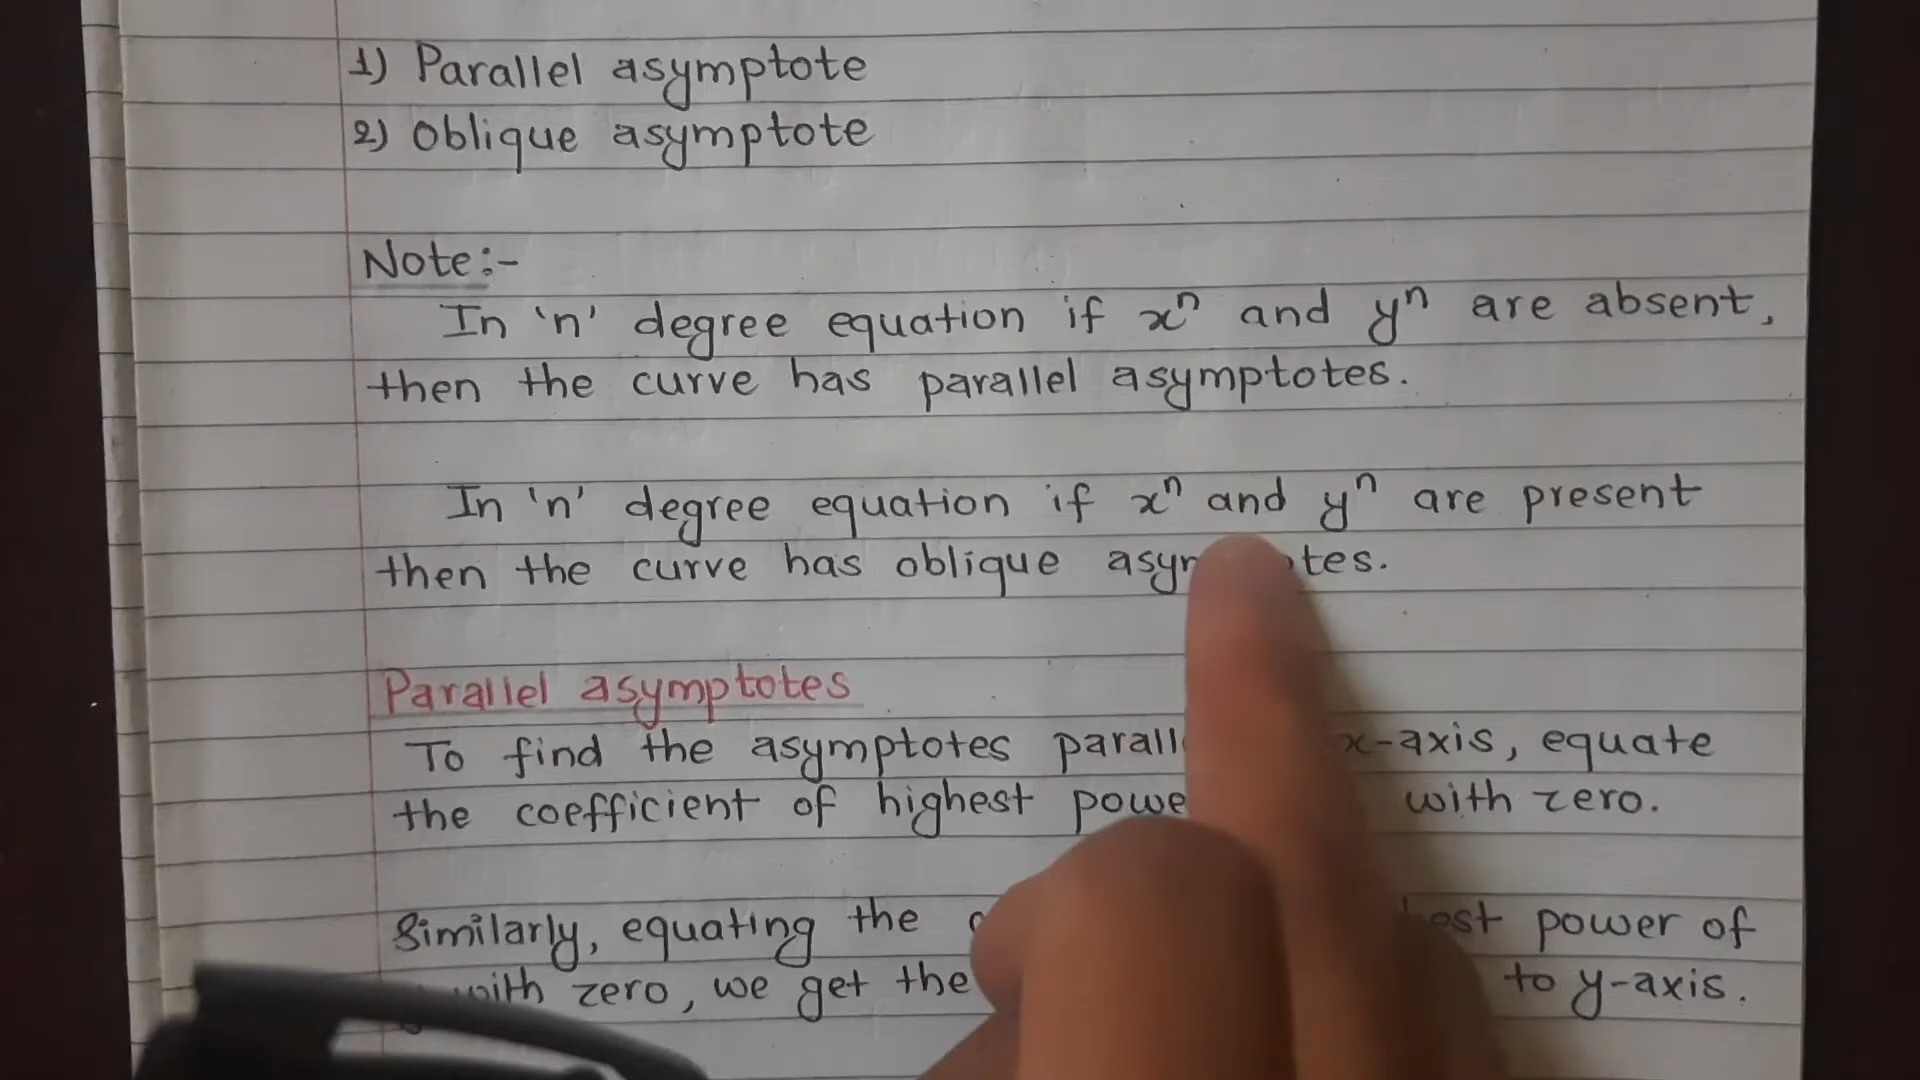 1) Parallel asymptote
2) Oblique asymptote
Note:-
In 'n' degree equation if xⁿ and yⁿ are absent,
then the curve has parallel asymptotes.
In 'n' degree equation if xⁿ and yⁿ are present
then the curve has oblique
Parallel asymptotes
To find the asymptotes x-axis, equate
the coefficient of highest with zero.
Similarly, equating the power of
with zero, we get the to y-axis.